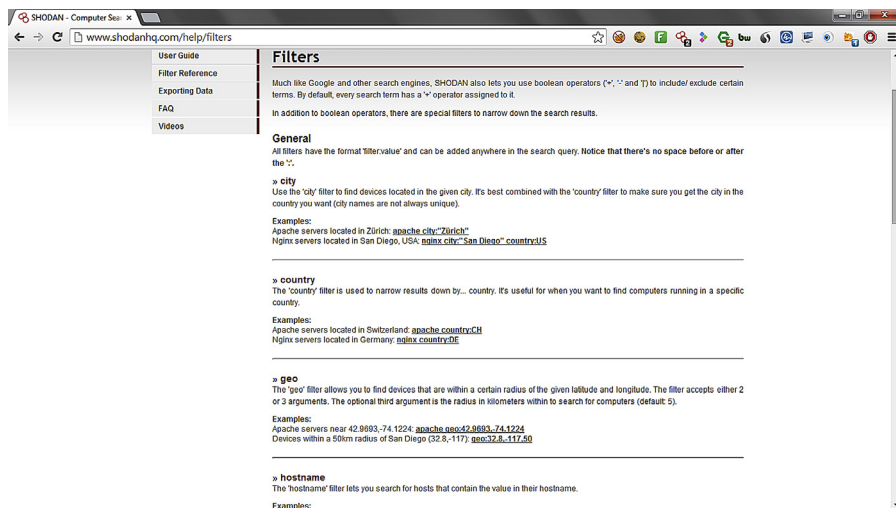 SHODAN - Computer Sea
www.shodanhq.com/help/filters
User Guide
Filter Reference
Exporting Data
FAQ
Videos
Filters
Much like Google and other search engines, SHODAN also lets you use boolean operators ('+', '-' and '|') to include/ exclude certain
terms. By default, every search term has a '+' operator assigned to it.
In addition to boolean operators, there are special filters to narrow down the search results.
General
All filters have the format 'filter:value' and can be added anywhere in the search query. Notice that there's no space before or after
the ':'.
» city
Use the 'city' filter to find devices located in the given city. It's best combined with the 'country' filter to make sure you get the city in the
country you want (city names are not always unique).
Examples:
Apache servers located in Zürich: apache city:"Zürich"
Nginx servers located in San Diego, USA: nginx city:"San Diego" country:US
» country
The 'country' filter is used to narrow results down by... country. It's useful for when you want to find computers running in a specific
country.
Examples:
Apache servers located in Switzerland: apache country:CH
Nginx servers located in Germany: nginx country:DE
» geo
The 'geo' filter allows you to find devices that are within a certain radius of the given latitude and longitude. The filter accepts either 2
or 3 arguments. The optional third argument is the radius in kilometers within to search for computers (default: 5).
Examples:
Apache servers near 42.9693,-74.1224: apache geo:42.9693,-74.1224
Devices within a 50km radius of San Diego (32.8,-117): geo:32.8,-117,50
» hostname
The 'hostname' filter lets you search for hosts that contain the value in their hostname.
Examples: